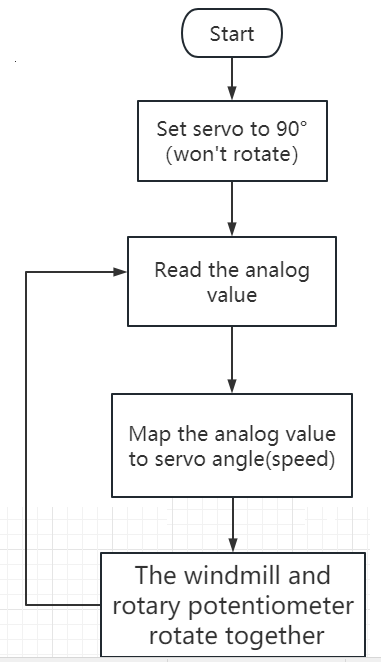 Start
Set servo to 90°
(won't rotate)
Read the analog
value
Map the analog value
to servo angle(speed)
The windmill and
rotary potentiometer
rotate together